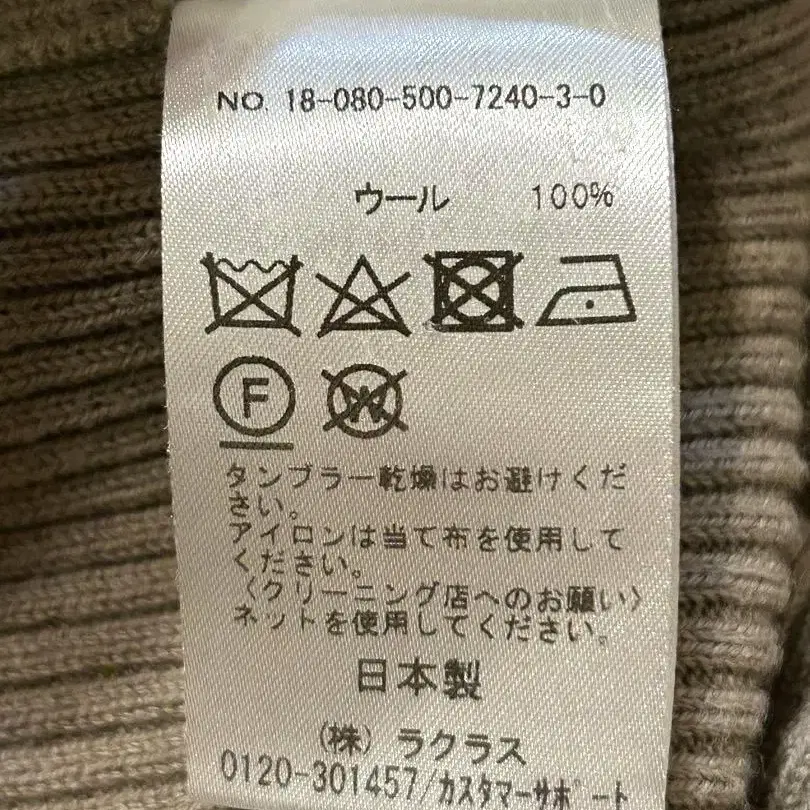 NO. 18-080-500-7240-3-0
ウール 100%
F
W
タンブラー乾燥はお避けくだ
さい。
アイロンは当て布を使用して
ください。
〈クリーニング店へのお願い〉
ネットを使用してください。
日本製
(株) ラクラス
0120-301457/カスタマーサポート